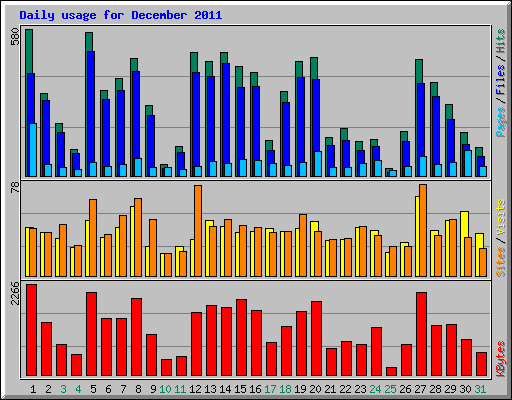 Daily usage for December 2011
580
Pages / Files / Hits
78
Sites / Visits
2266
KBytes
1 2 3 4 5 6 7 8 9 10 11 12 13 14 15 16 17 18 19 20 21 22 23 24 25 26 27 28 29 30 31